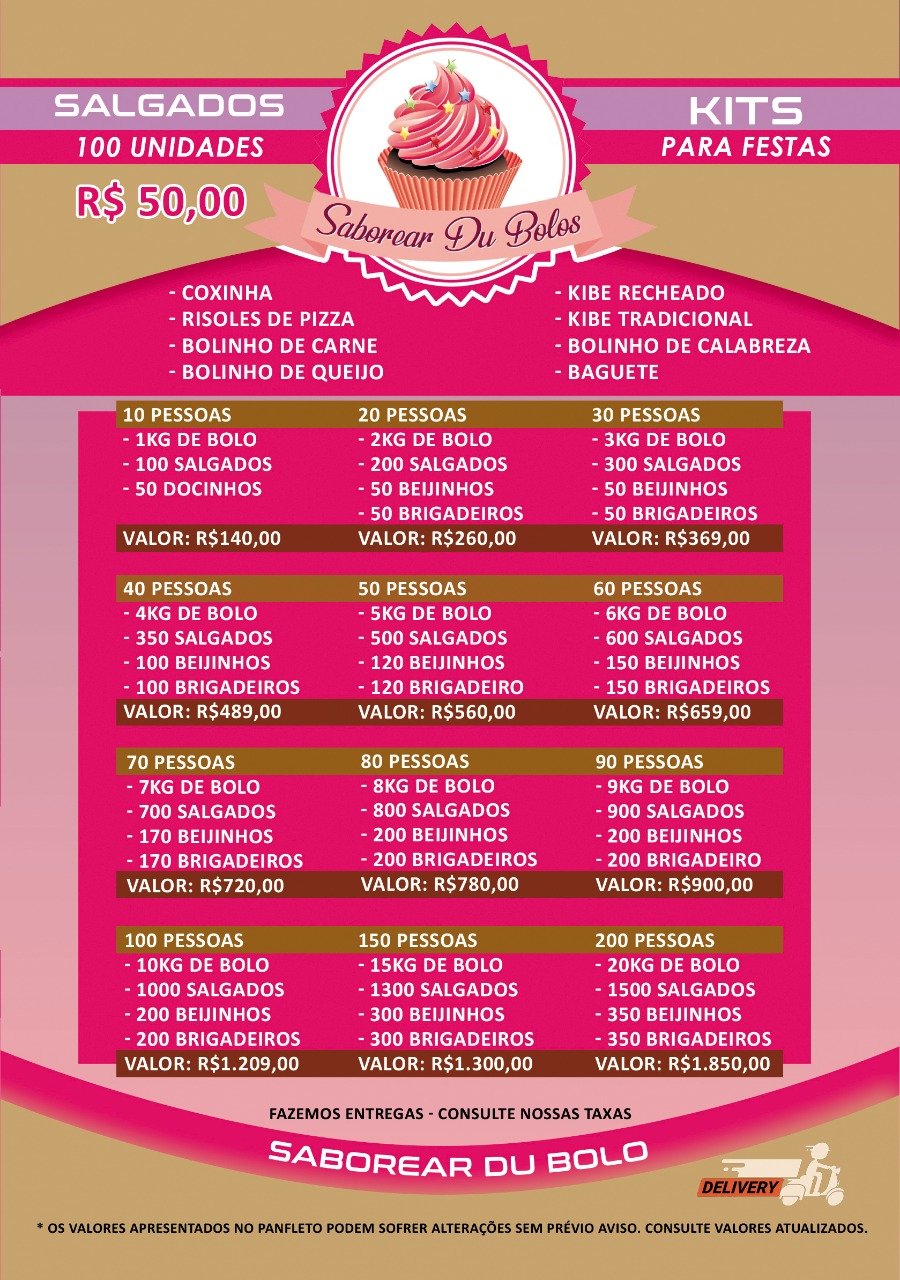 SALGADOS
100 UNIDADES
R$ 50,00
KITS
PARA FESTAS
Saborear Du Bolos
- COXINHA
- RISOLES DE PIZZA
- BOLINHO DE CARNE
- BOLINHO DE QUEIJO
- KIBE RECHEADO
- KIBE TRADICIONAL
- BOLINHO DE CALABREZA
- BAGUETE
10 PESSOAS
- 1KG DE BOLO
- 100 SALGADOS
- 50 DOCINHOS
VALOR: R$140,00
20 PESSOAS
- 2KG DE BOLO
- 200 SALGADOS
- 50 BEIJINHOS
- 50 BRIGADEIROS
VALOR: R$260,00
30 PESSOAS
- 3KG DE BOLO
- 300 SALGADOS
- 50 BEIJINHOS
- 50 BRIGADEIROS
VALOR: R$369,00
40 PESSOAS
- 4KG DE BOLO
- 350 SALGADOS
- 100 BEIJINHOS
- 100 BRIGADEIROS
VALOR: R$489,00
50 PESSOAS
- 5KG DE BOLO
- 500 SALGADOS
- 120 BEIJINHOS
- 120 BRIGADEIRO
VALOR: R$560,00
60 PESSOAS
- 6KG DE BOLO
- 600 SALGADOS
- 150 BEIJINHOS
- 150 BRIGADEIROS
VALOR: R$659,00
70 PESSOAS
- 7KG DE BOLO
- 700 SALGADOS
- 170 BEIJINHOS
- 170 BRIGADEIROS
VALOR: R$720,00
80 PESSOAS
- 8KG DE BOLO
- 800 SALGADOS
- 200 BEIJINHOS
- 200 BRIGADEIROS
VALOR: R$780,00
90 PESSOAS
- 9KG DE BOLO
- 900 SALGADOS
- 200 BEIJINHOS
- 200 BRIGADEIRO
VALOR: R$900,00
100 PESSOAS
- 10KG DE BOLO
- 1000 SALGADOS
- 200 BEIJINHOS
- 200 BRIGADEIROS
VALOR: R$1.209,00
150 PESSOAS
- 15KG DE BOLO
- 1300 SALGADOS
- 300 BEIJINHOS
- 300 BRIGADEIROS
VALOR: R$1.300,00
200 PESSOAS
- 20KG DE BOLO
- 1500 SALGADOS
- 350 BEIJINHOS
- 350 BRIGADEIROS
VALOR: R$1.850,00
FAZEMOS ENTREGAS - CONSULTE NOSSAS TAXAS
SABOREAR DU BOLO
DELIVERY
* OS VALORES APRESENTADOS NO PANFLETO PODEM SOFRER ALTERAÇÕES SEM PRÉVIO AVISO. CONSULTE VALORES ATUALIZADOS.